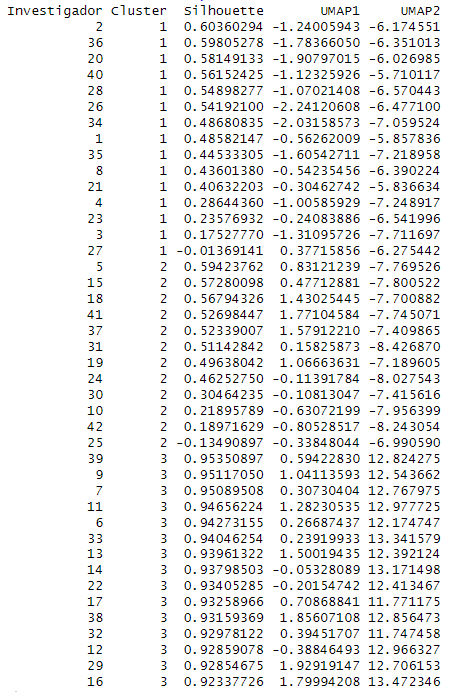 Investigador Cluster Silhouette UMAP1 UMAP2
2 1 0.60360294 -1.24005943 -6.174551
36 1 0.59805278 -1.78366050 -6.351013
20 1 0.58149133 -1.90797015 -6.026985
40 1 0.56152425 -1.12325926 -5.710117
28 1 0.54898277 -1.07021408 -6.570443
26 1 0.54192100 -2.24120608 -6.477100
34 1 0.48680835 -2.03158573 -7.059524
1 1 0.48582147 -0.56262009 -5.857836
35 1 0.44533305 -1.60542711 -7.218958
8 1 0.43601380 -0.54235456 -6.390224
21 1 0.40632203 -0.30462742 -5.836634
4 1 0.28644360 -1.00585929 -7.248917
23 1 0.23576932 -0.24083886 -6.541996
3 1 0.17527770 -1.31095726 -7.711697
27 1 -0.01369141 0.37715856 -6.275442
5 2 0.59423762 0.83121239 -7.769526
15 2 0.57280098 0.47712881 -7.800522
18 2 0.56794326 1.43025445 -7.700882
41 2 0.52698447 1.77104584 -7.745071
37 2 0.52339007 1.57912210 -7.409865
31 2 0.51142842 0.15825873 -8.426870
19 2 0.49638042 1.06663631 -7.189605
24 2 0.46252750 -0.11391784 -8.027543
30 2 0.30464235 -0.10813047 -7.415616
10 2 0.21895789 -0.63072199 -7.956399
42 2 0.18971629 -0.80528517 -8.243054
25 2 -0.13490897 -0.33848044 -6.990590
39 3 0.95350897 0.59422830 12.824275
9 3 0.95117050 1.04113593 12.543662
7 3 0.95089508 0.30730404 12.767975
11 3 0.94656224 1.28230535 12.977725
6 3 0.94273155 0.26687437 12.174747
33 3 0.94046254 0.23919933 13.341579
13 3 0.93961322 1.50019435 12.392124
14 3 0.93798503 -0.05328089 13.171498
22 3 0.93405285 -0.20154742 12.413467
17 3 0.93258966 0.70868841 11.771175
38 3 0.93159369 1.85607108 12.856473
32 3 0.92978122 0.39451707 11.747458
12 3 0.92859078 -0.38846493 12.966327
29 3 0.92854675 1.92919147 12.706153
16 3 0.92337726 1.79994208 13.472346